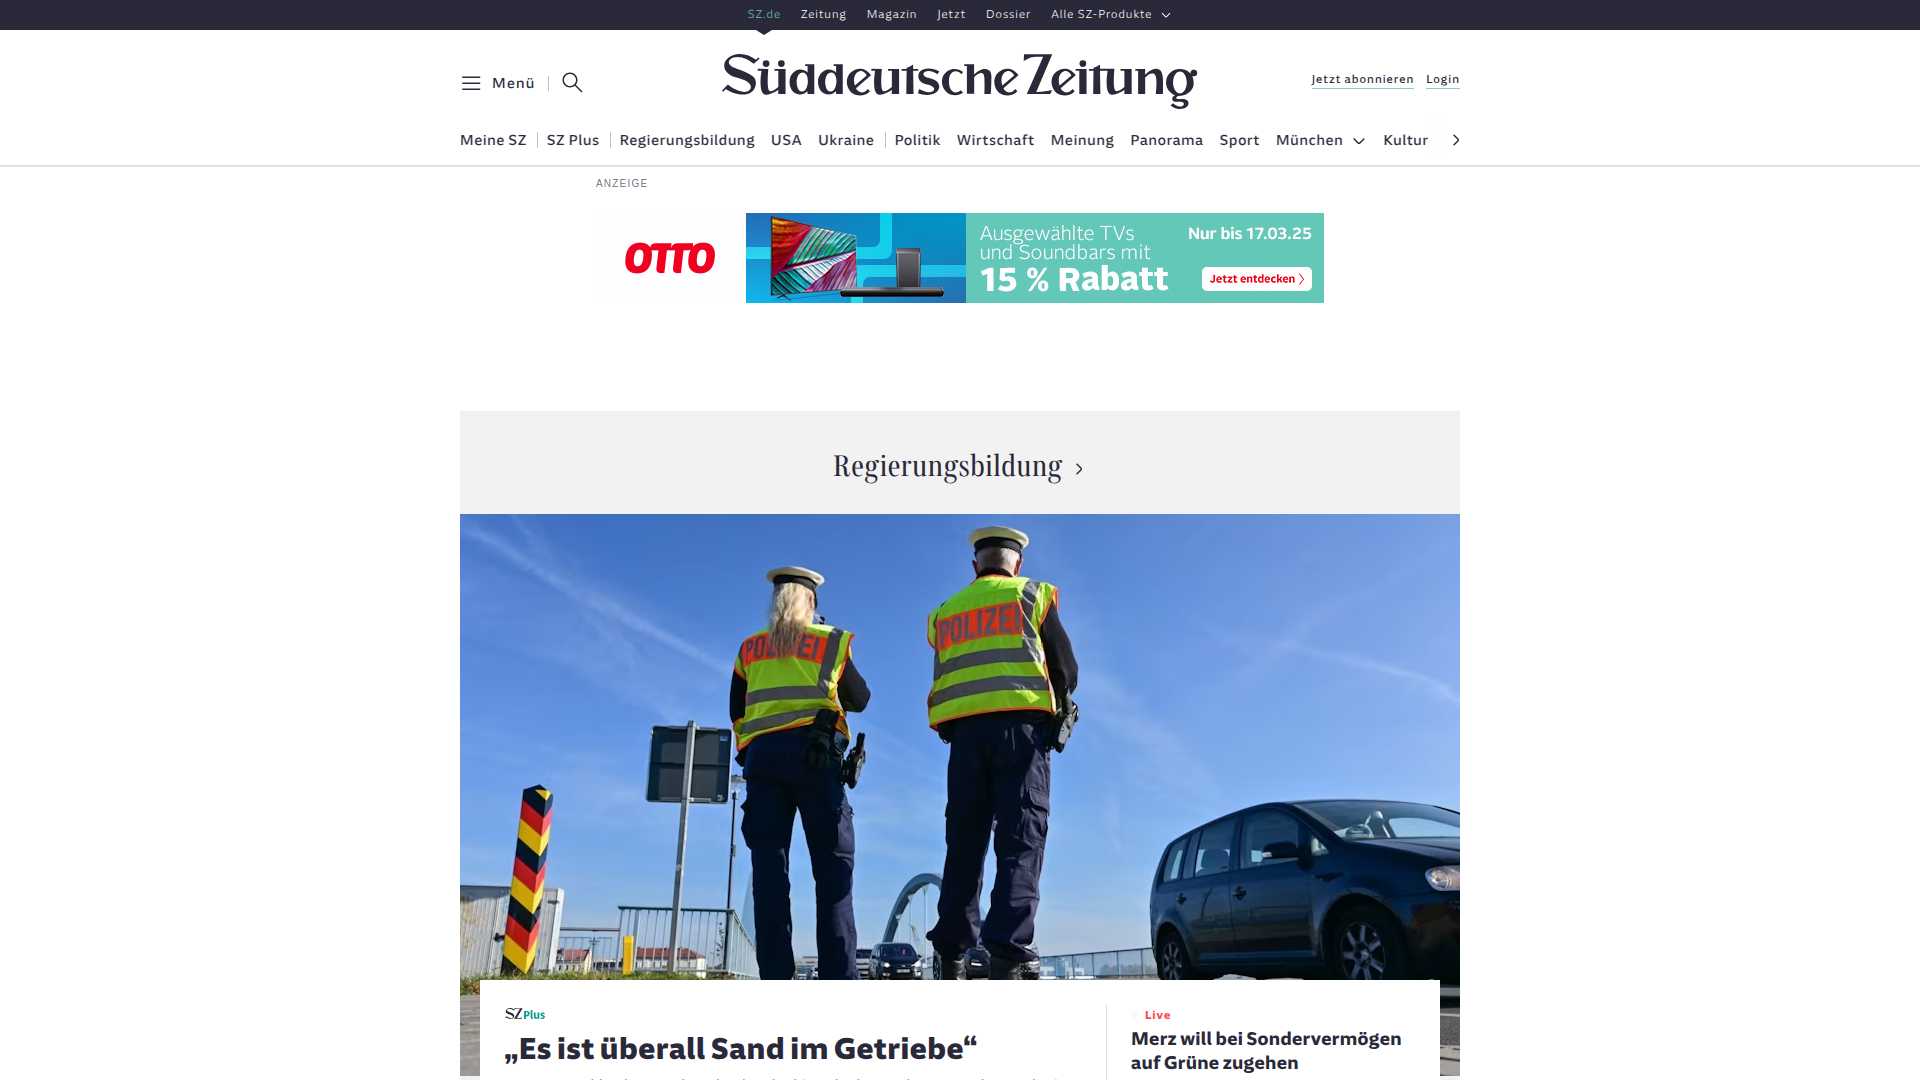 SZ.de Zeitung Magazin Jetzt Dossier Alle SZ-Produkte
Menü
Süddeutsche Zeitung
Jetzt abonnieren Login
Meine SZ SZ Plus Regierungsbildung USA Ukraine Politik Wirtschaft Meinung Panorama Sport München Kultur
ANZEIGE
OTTO
Ausgewählte TVs
und Soundbars mit
15 % Rabatt
Nur bis 17.03.25
Jetzt entdecken
Regierungsbildung
POLIZEI
POLIZEI
SZ Plus
„Es ist überall Sand im Getriebe“
Live
Merz will bei Sondervermögen
auf Grüne zugehen